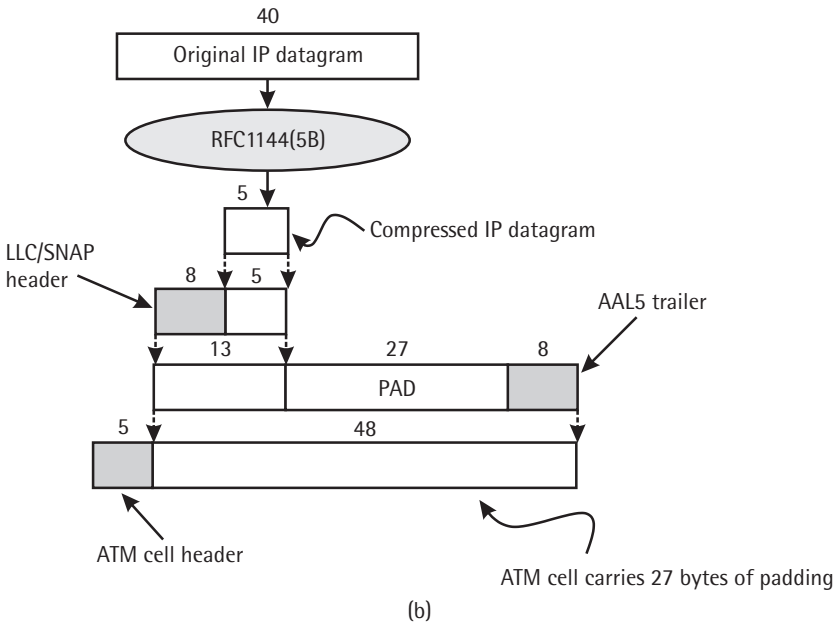 40
Original IP datagram
RFC1144(5B)
5
Compressed IP datagram
LLC/SNAP
header
8 5
AAL5 trailer
13 27 8
PAD
5 48
ATM cell header
ATM cell carries 27 bytes of padding
(b)